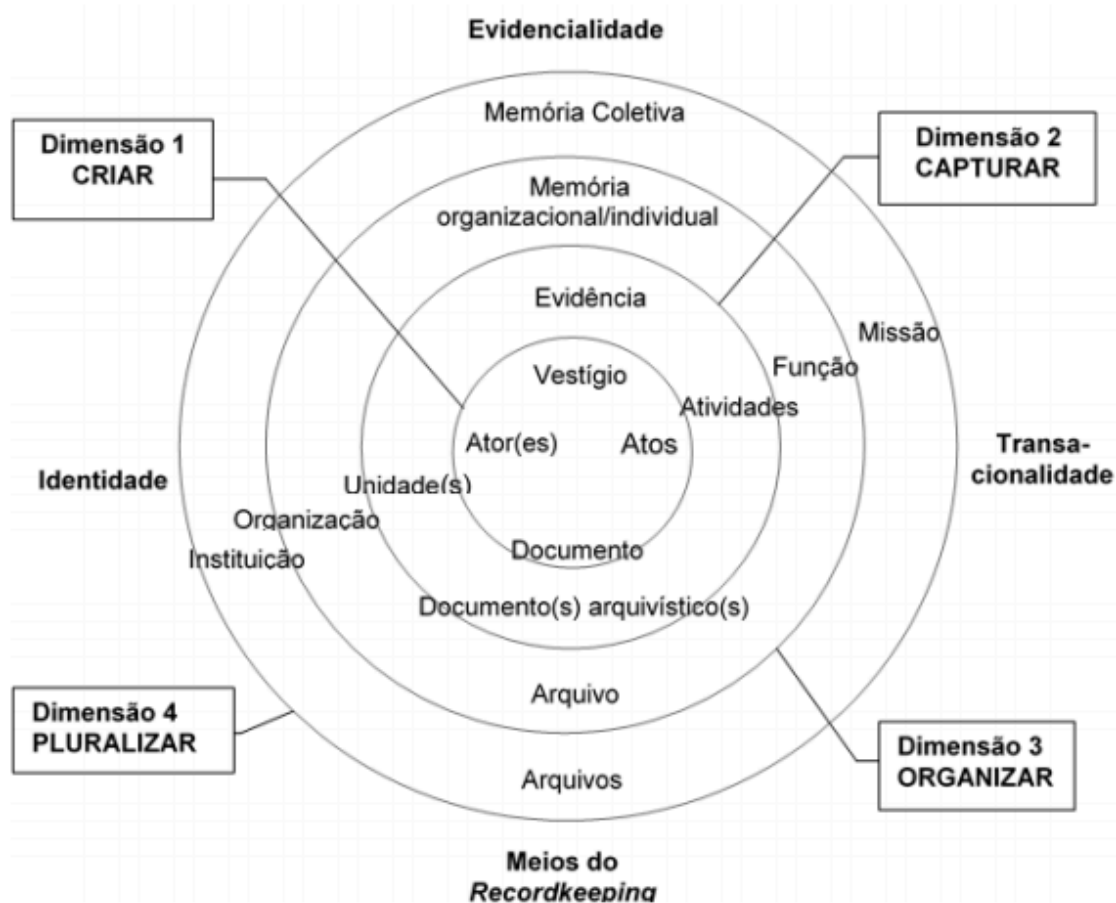 Evidencialidade
Memória Coletiva
Dimensão 1
CRIAR
Dimensão 2
CAPTURAR
Memória
organizacional/individual
Evidência
Missão
Função
Vestígio
Atividades
Ator(es)
Atos
Identidade
Transa-
cionalidade
Unidade(s)
Organização
Instituição
Documento
Documento(s) arquivístico(s)
Arquivo
Dimensão 4
PLURALIZAR
Dimensão 3
ORGANIZAR
Arquivos
Meios do
Recordkeeping